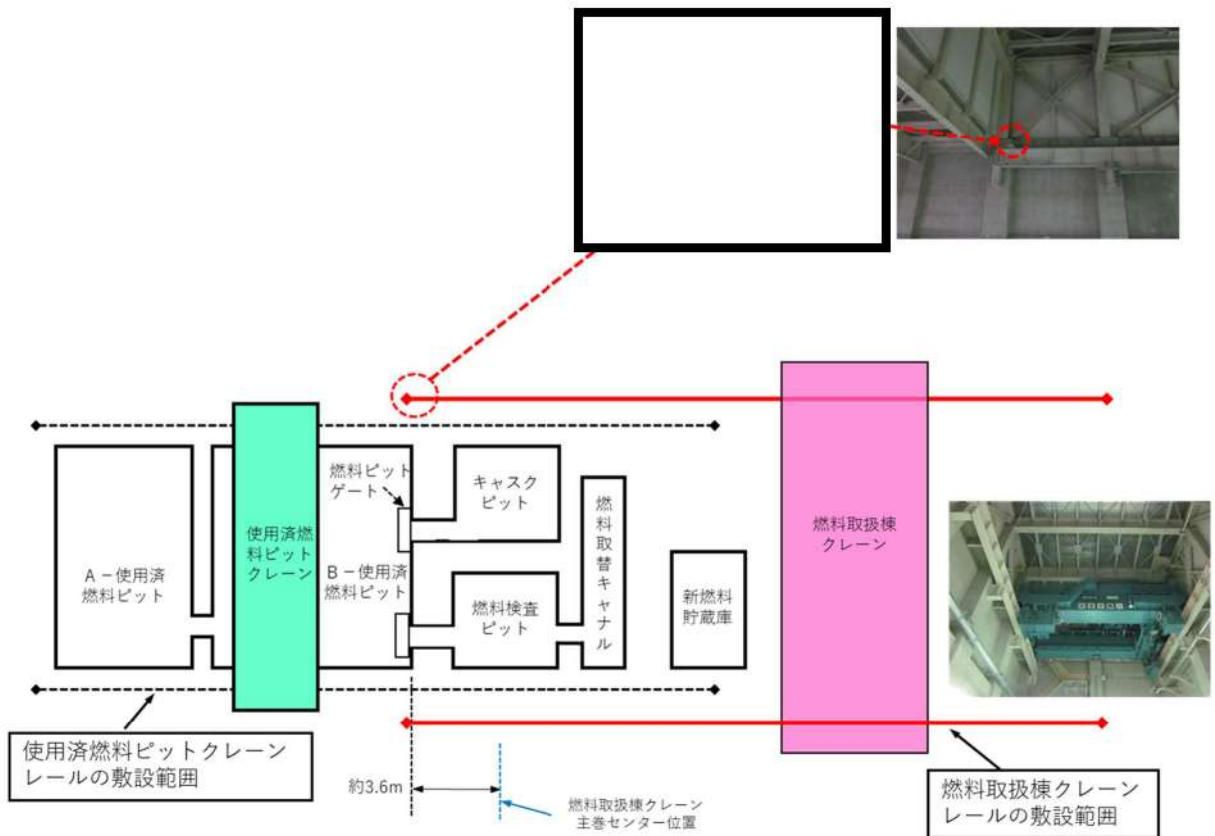 燃料ピット
ゲート
キャスク
ピット
使用済燃
料ピット
クレーン
燃料取替キャナル
燃料取扱棟
クレーン
A－使用済
燃料ピット
B－使用済
燃料ピット
燃料検査
ピット
新燃料
貯蔵庫
使用済燃料ピットクレーン
レールの敷設範囲
約3.6m
燃料取扱棟クレーン
主巻センター位置
燃料取扱棟クレーン
レールの敷設範囲